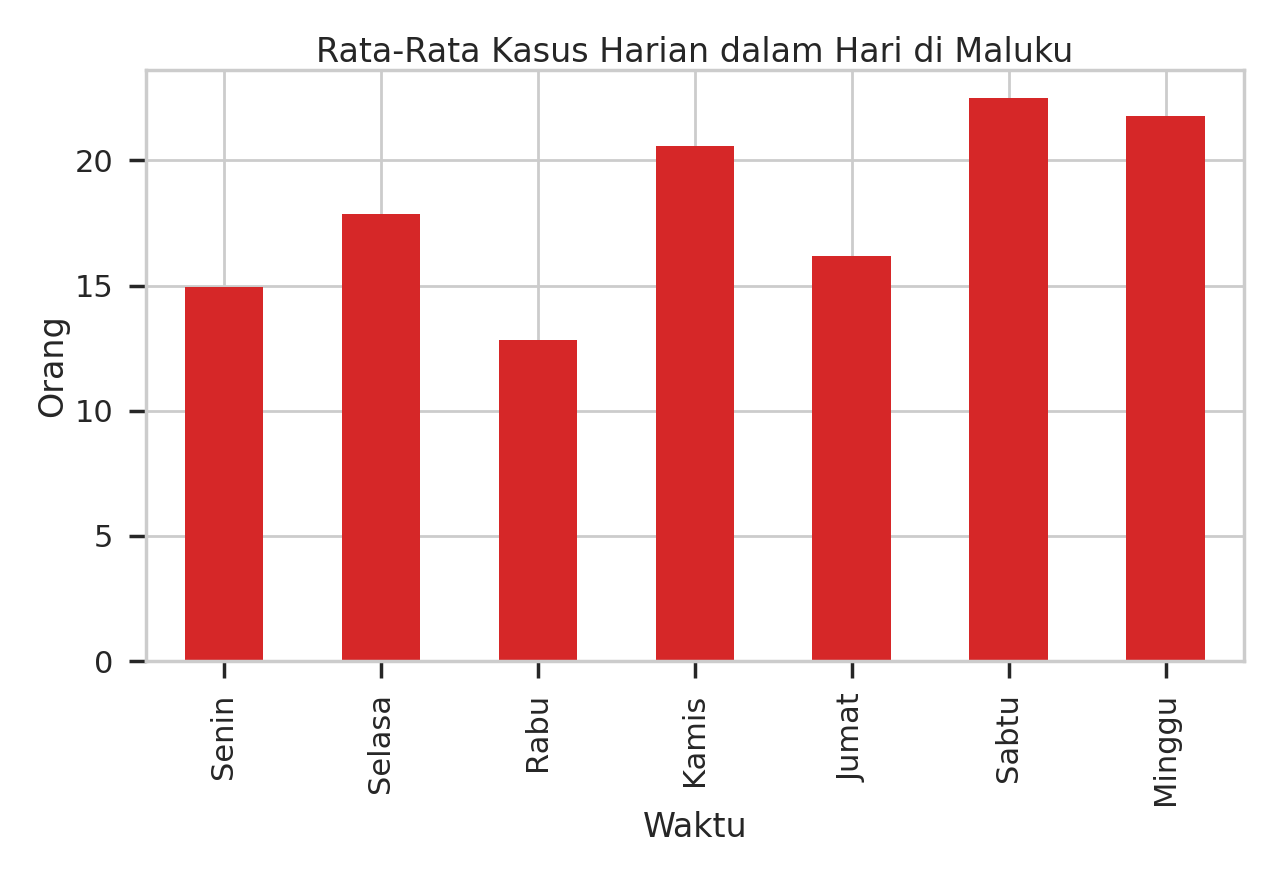 Rata-Rata Kasus Harian dalam Hari di Maluku
Orang
20
15
10
5
0
Senin
Selasa
Rabu
Kamis
Jumat
Sabtu
Minggu
Waktu